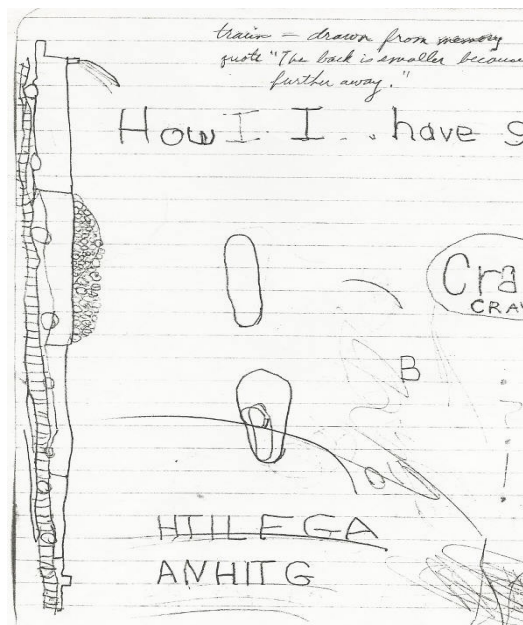 train - drawn from memory
quote "The back is smaller because
further away."
How I I . . have s
Cra
CRA
B
HTILEGA
ANHITG